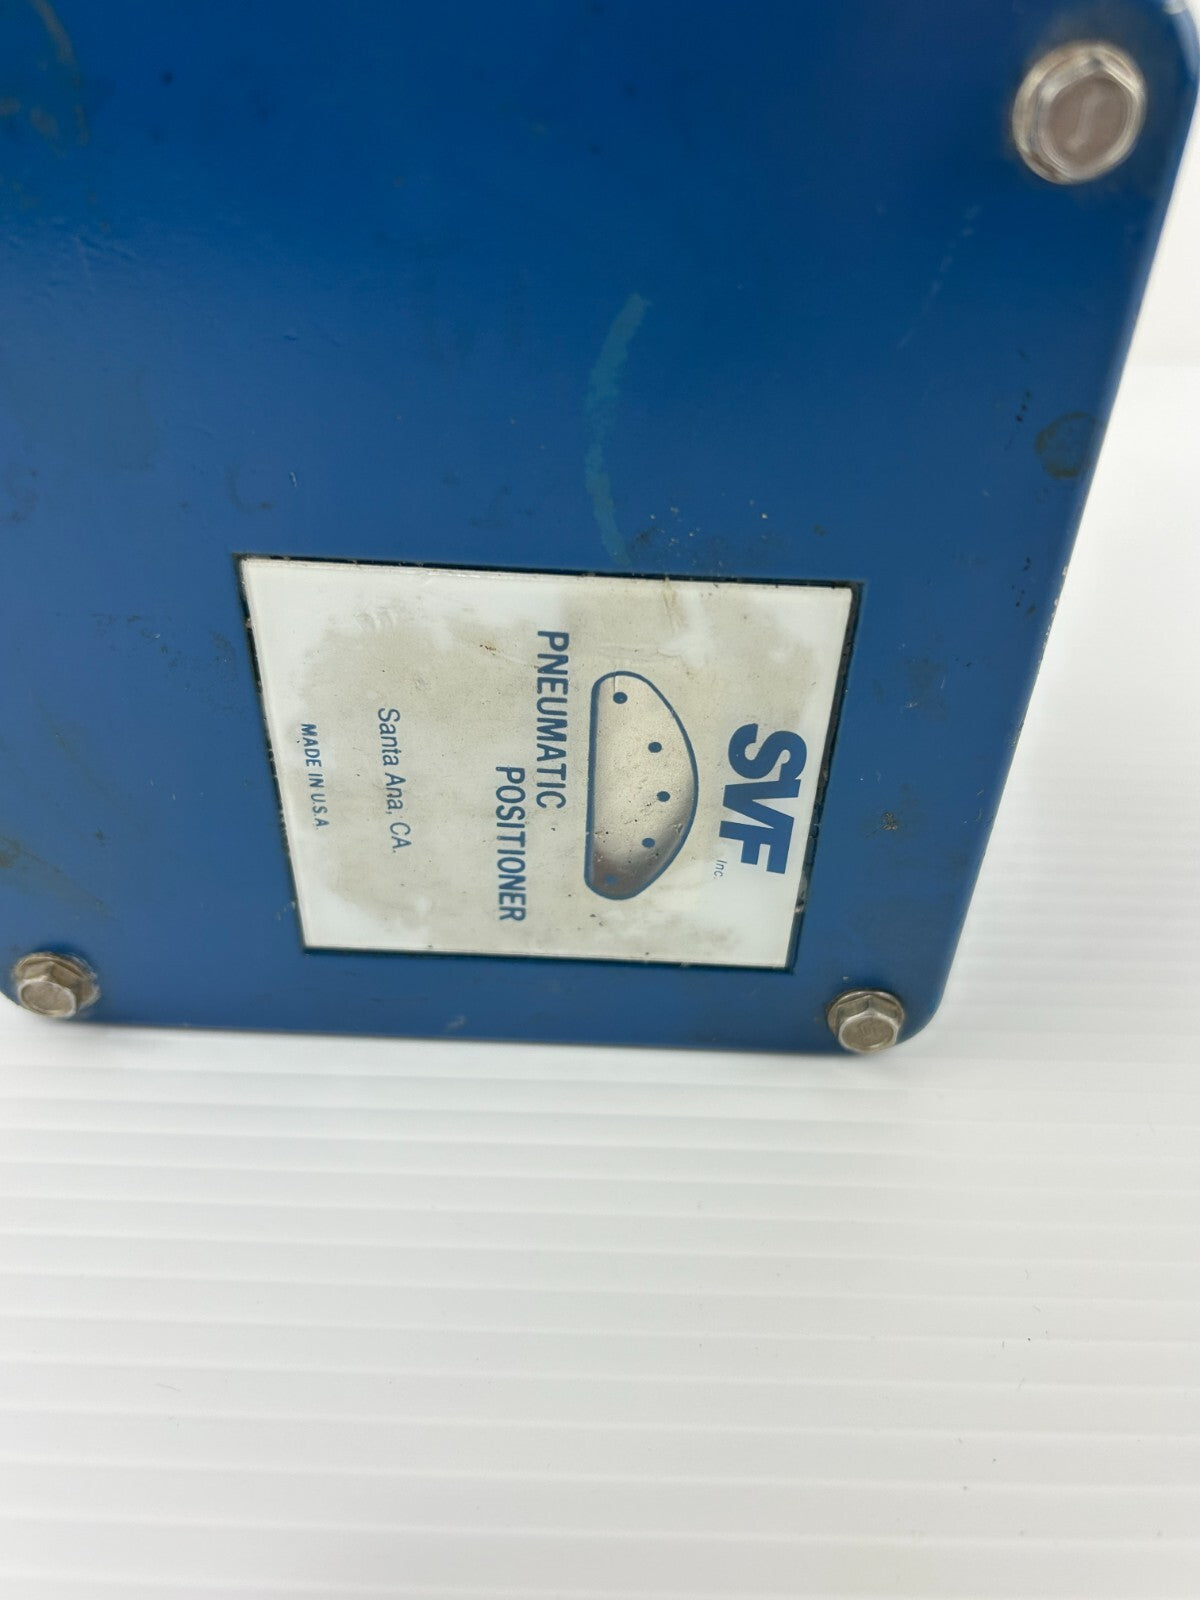 SVF Inc.
PNEUMATIC
POSITIONER
Santa Ana, CA.
MADE IN U.S.A.